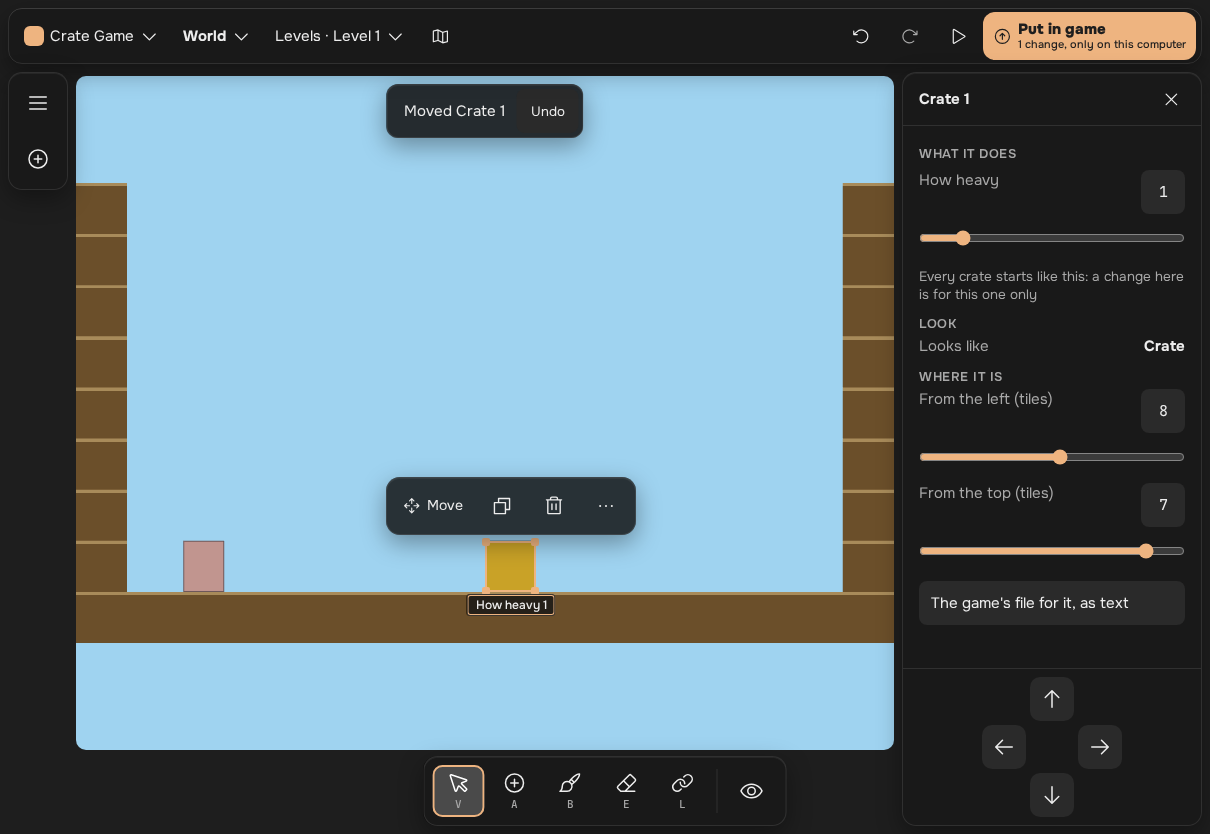 Crate Game
World
Levels · Level 1
Put in game
1 change, only on this computer
Moved Crate 1
Undo
Crate 1
WHAT IT DOES
How heavy
1
Every crate starts like this: a change here
is for this one only
LOOK
Looks like
Crate
WHERE IT IS
From the left (tiles)
8
From the top (tiles)
7
The game's file for it, as text
Move
How heavy 1
V
A
B
E
L